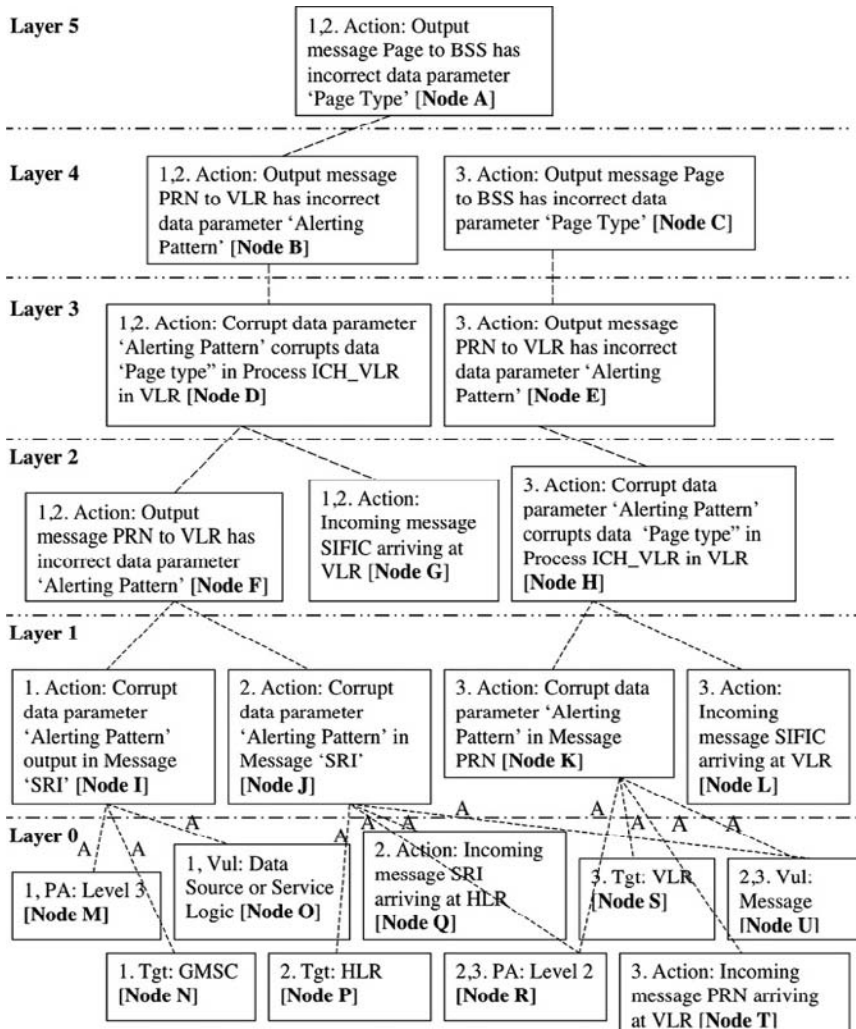 Layer 5
1,2. Action: Output
message Page to BSS has
incorrect data parameter
‘Page Type’ [Node A]
Layer 4
1,2. Action: Output message
PRN to VLR has incorrect
data parameter ‘Alerting
Pattern’ [Node B]
3. Action: Output message Page
to BSS has incorrect data
parameter ‘Page Type’ [Node C]
Layer 3
1,2. Action: Corrupt data parameter
‘Alerting Pattern’ corrupts data
‘Page type” in Process ICH_VLR
in VLR [Node D]
3. Action: Output message
PRN to VLR has incorrect
data parameter ‘Alerting
Pattern’ [Node E]
Layer 2
1,2. Action: Output
message PRN to VLR has
incorrect data parameter
‘Alerting Pattern’ [Node F]
1,2. Action:
Incoming message
SIFIC arriving at
VLR [Node G]
3. Action: Corrupt data
parameter ‘Alerting Pattern’
corrupts data ‘Page type” in
Process ICH_VLR in VLR
[Node H]
Layer 1
1. Action: Corrupt
data parameter
‘Alerting Pattern’
output in Message
‘SRI’ [Node I]
2. Action: Corrupt
data parameter
‘Alerting Pattern’ in
Message ‘SRI’
[Node J]
3. Action: Corrupt data
parameter ‘Alerting
Pattern’ in Message
PRN [Node K]
3. Action:
Incoming
message SIFIC
arriving at VLR
[Node L]
Layer 0
A
A
A
A
A
A
A
A
A
A
A
1, PA: Level 3
[Node M]
1, Vul: Data
Source or Service
Logic [Node O]
2. Action: Incoming
message SRI
arriving at HLR
[Node Q]
3. Tgt: VLR
[Node S]
2,3. Vul:
Message
[Node U]
1. Tgt: GMSC
[Node N]
2. Tgt: HLR
[Node P]
2,3. PA: Level 2
[Node R]
3. Action: Incoming
message PRN arriving
at VLR [Node T]